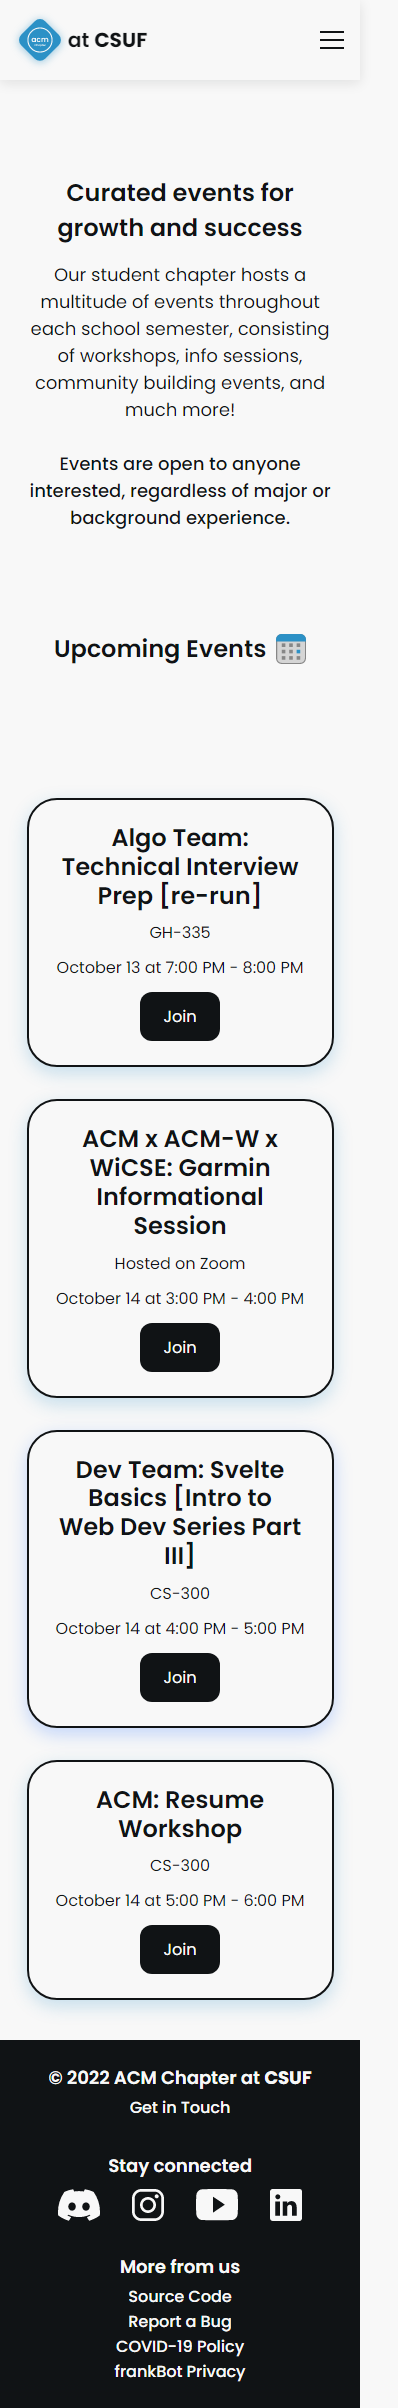 acm
chapter
at CSUF
Curated events for
growth and success
Our student chapter hosts a
multitude of events throughout
each school semester, consisting
of workshops, info sessions,
community building events, and
much more!
Events are open to anyone
interested, regardless of major or
background experience.
Upcoming Events
Algo Team:
Technical Interview
Prep [re-run]
GH-335
October 13 at 7:00 PM - 8:00 PM
Join
ACM x ACM-W x
WiCSE: Garmin
Informational
Session
Hosted on Zoom
October 14 at 3:00 PM - 4:00 PM
Join
Dev Team: Svelte
Basics [Intro to
Web Dev Series Part
III]
CS-300
October 14 at 4:00 PM - 5:00 PM
Join
ACM: Resume
Workshop
CS-300
October 14 at 5:00 PM - 6:00 PM
Join
© 2022 ACM Chapter at CSUF
Get in Touch
Stay connected
in
More from us
Source Code
Report a Bug
COVID-19 Policy
frankBot Privacy